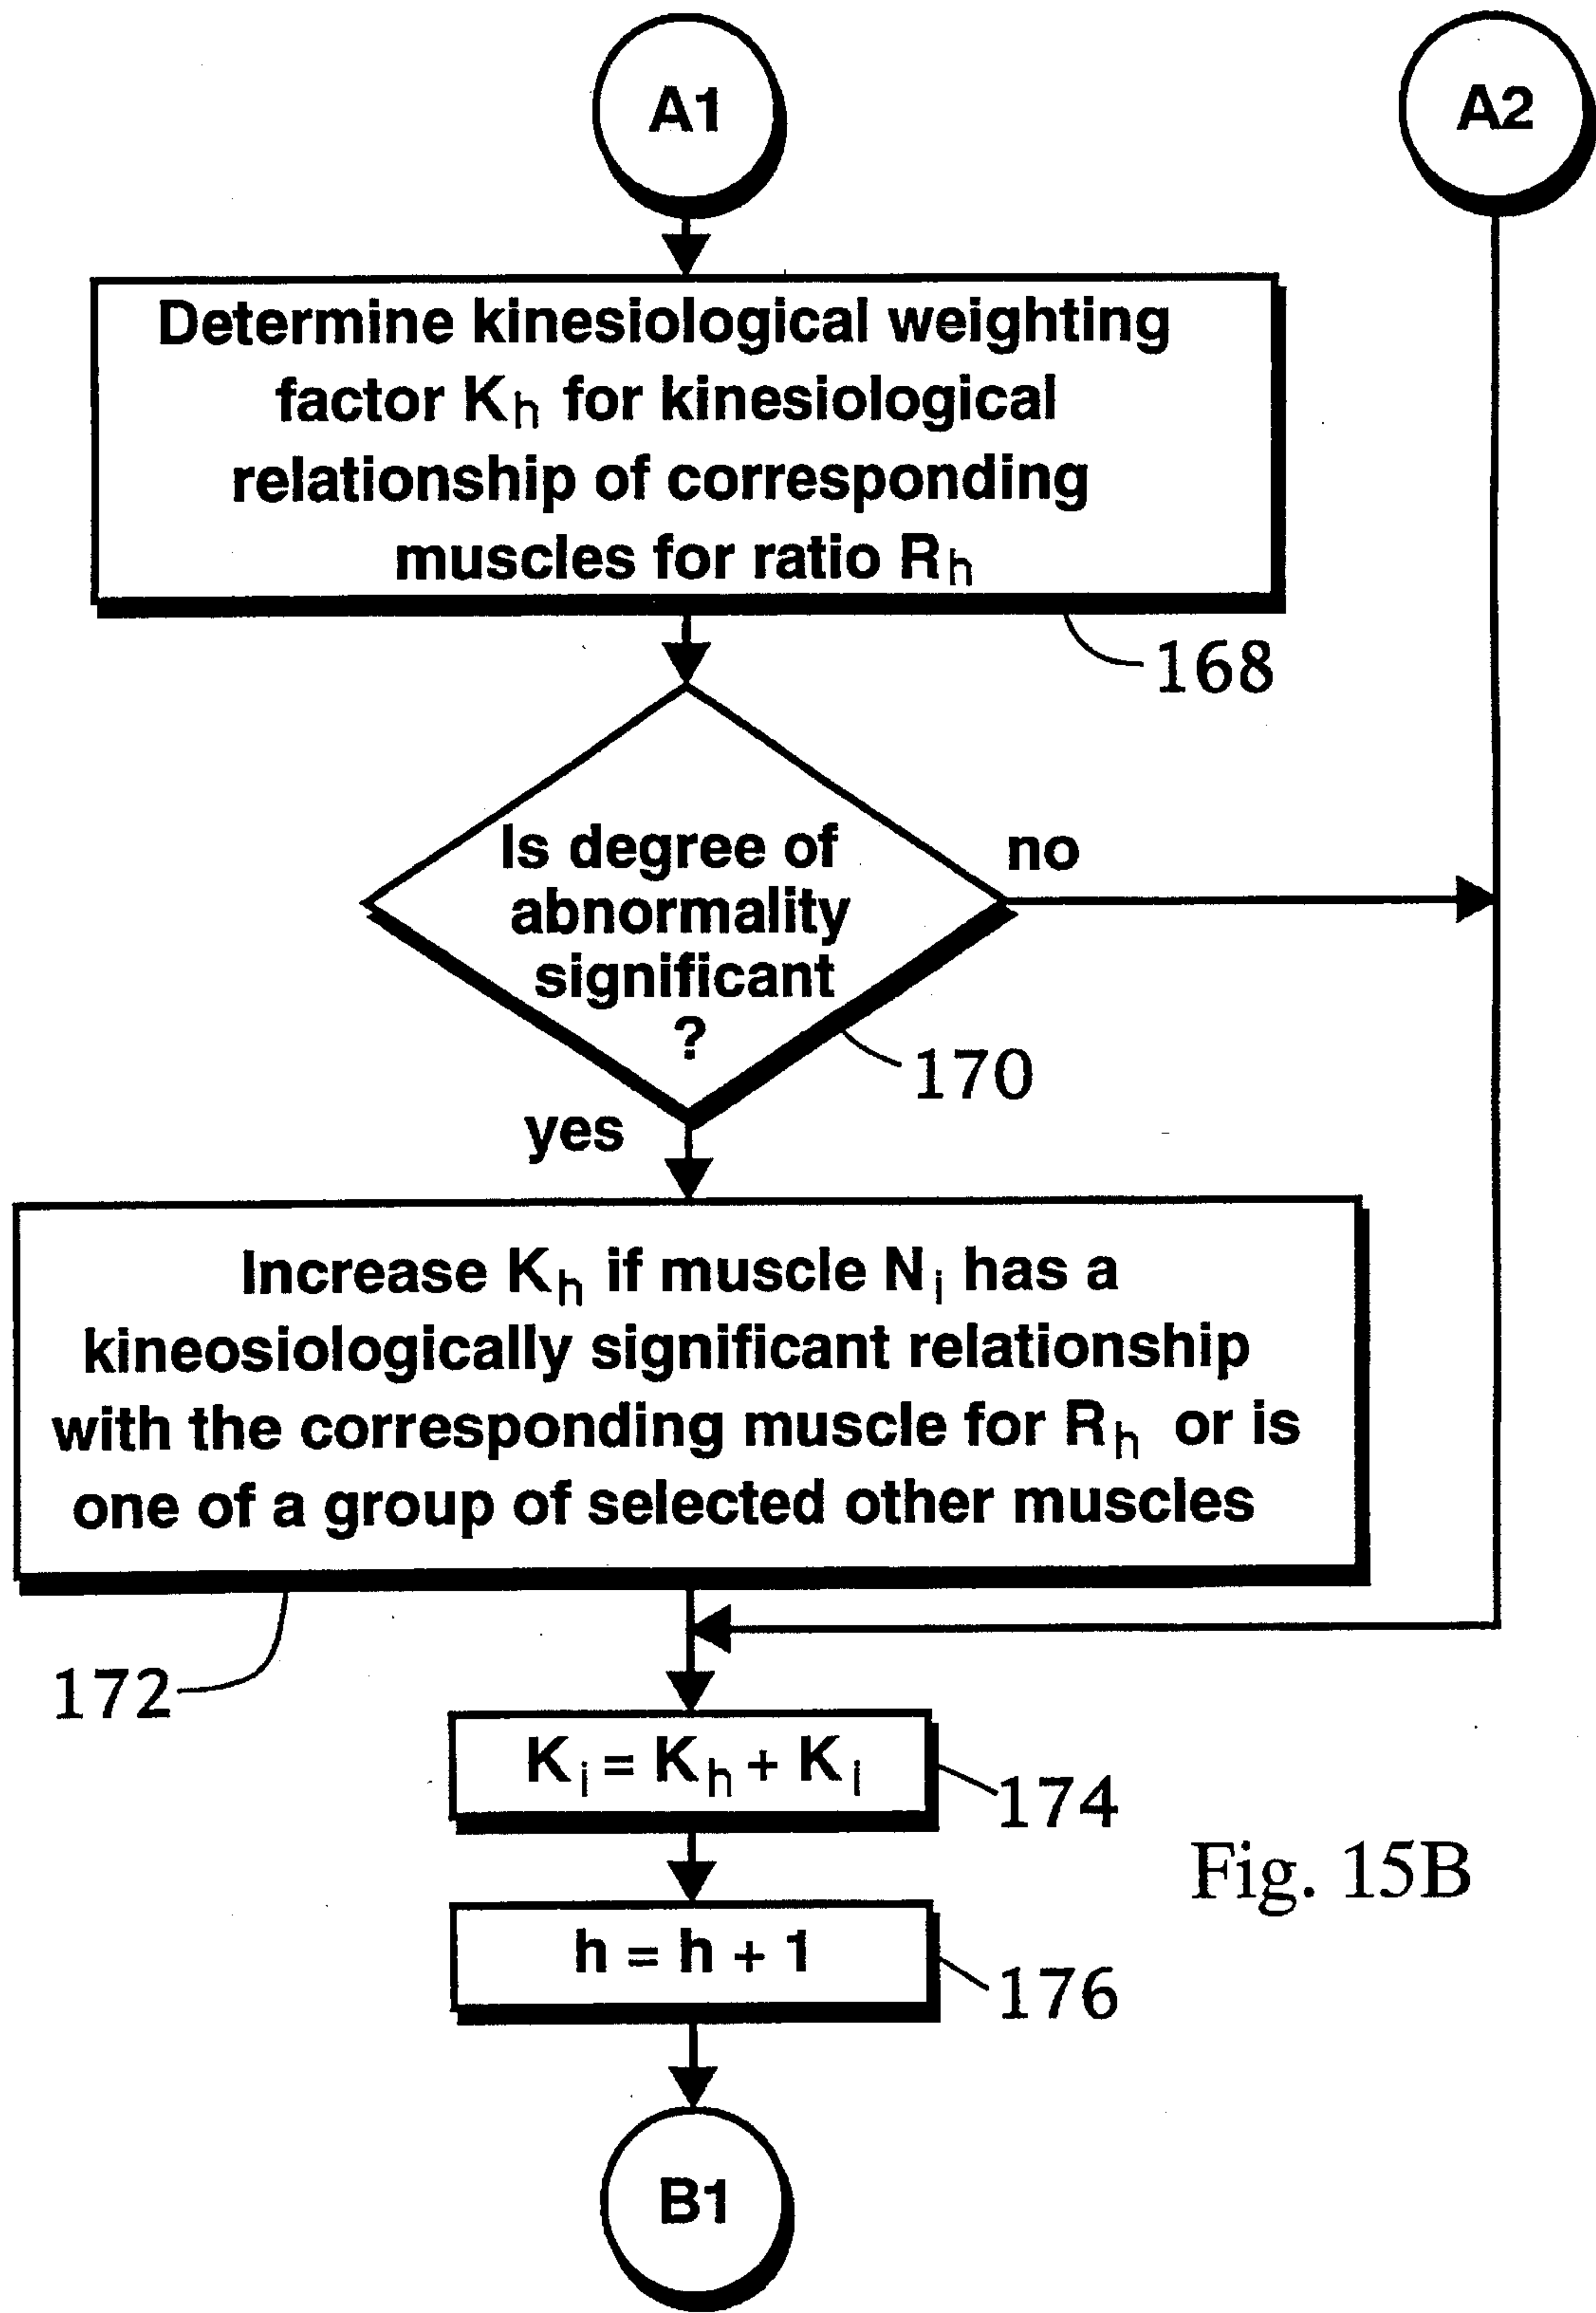 A1
A2
Determine kinesiological weighting
factor Kh for kinesiological
relationship of corresponding
muscles for ratio Rh
168
Is degree of
abnormality
significant
?
no
170
yes
Increase Kh if muscle Ni has a
kineosiologically significant relationship
with the corresponding muscle for Rh or is
one of a group of selected other muscles
172
Ki = Kh + Ki
174
Fig. 15B
h = h + 1
176
B1